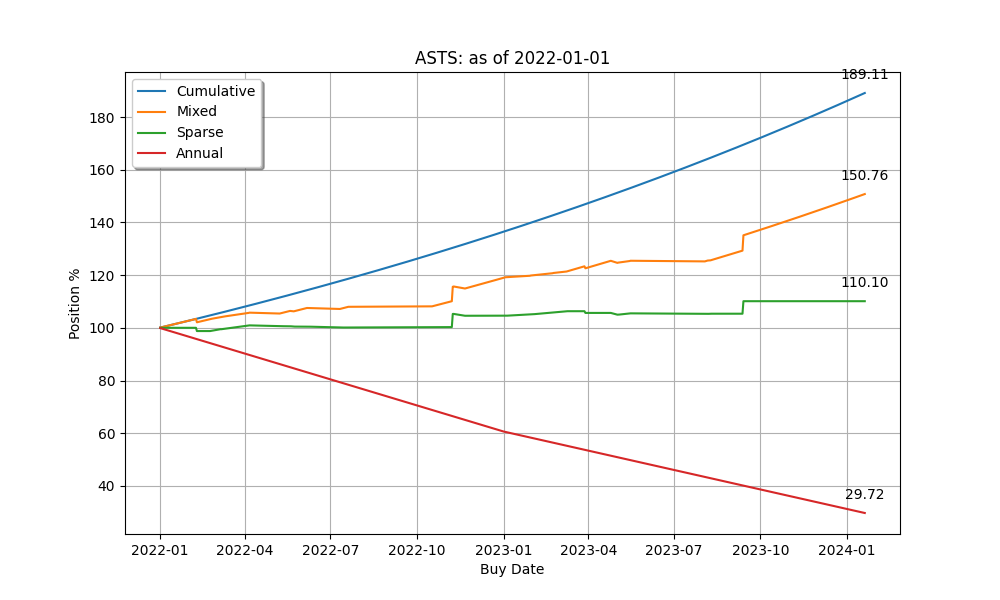 ASTS: as of 2022-01-01
189.11
Cumulative
Mixed
Sparse
Annual
180
160
150.76
140
120
110.10
100
80
60
40
29.72
Position %
2022-01 2022-04 2022-07 2022-10 2023-01 2023-04 2023-07 2023-10 2024-01
Buy Date